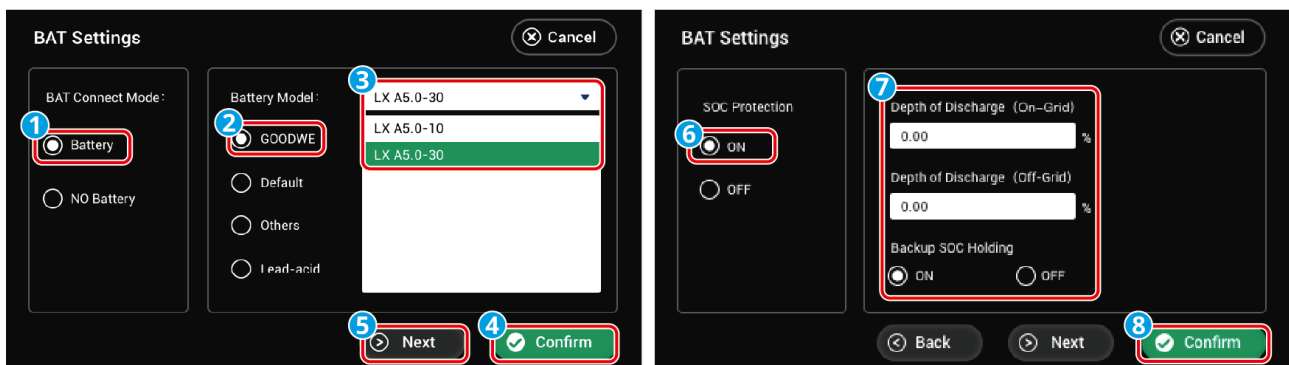 BAT Settings
Cancel
BAT Connect Mode:
1
Battery
NO Battery
Battery Model:
2
GOODWE
Default
Others
Lead-acid
3
LX A5.0-30
LX A5.0-10
LX A5.0-30
5
Next
4
Confirm
BAT Settings
Cancel
SOC Protection
6
ON
OFF
7
Depth of Discharge (On-Grid)
0.00
%
Depth of Discharge (Off-Grid)
0.00
%
Backup SOC Holding
ON OFF
Back
Next
8
Confirm